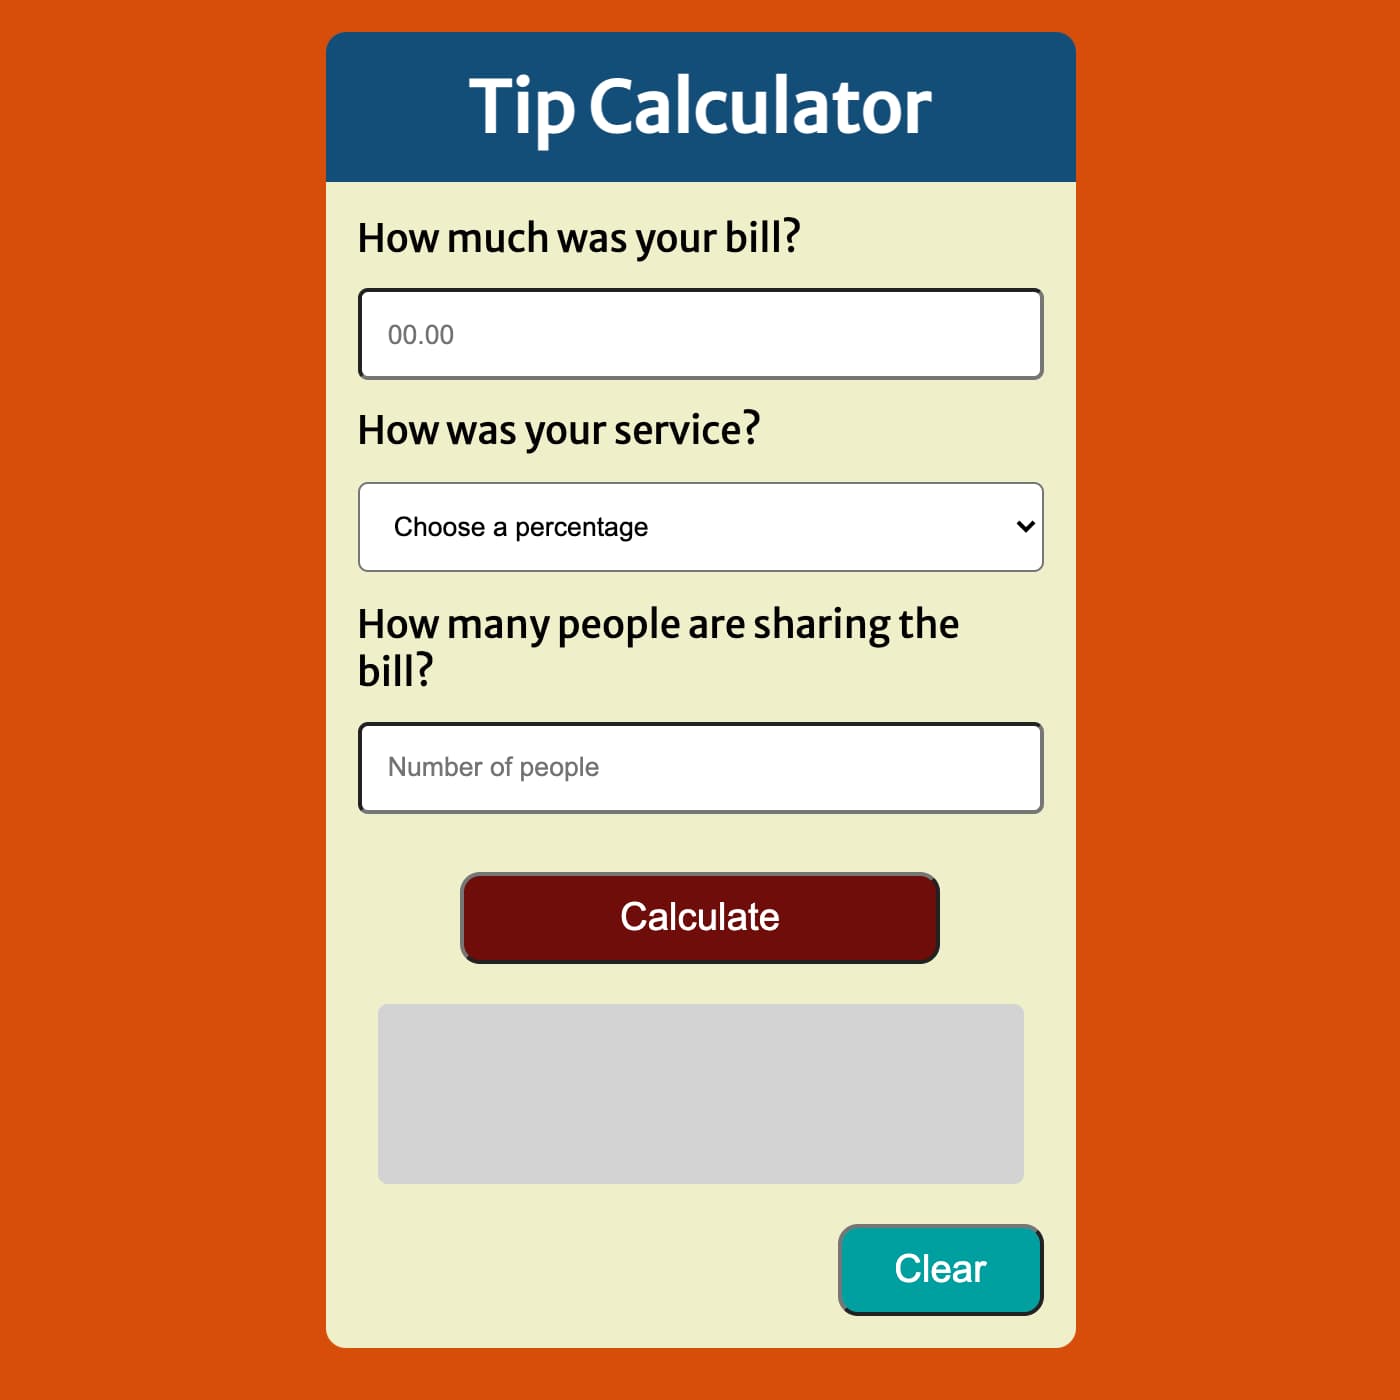 Tip Calculator
How much was your bill?
00.00
How was your service?
Choose a percentage
How many people are sharing the
bill?
Number of people
Calculate
Clear